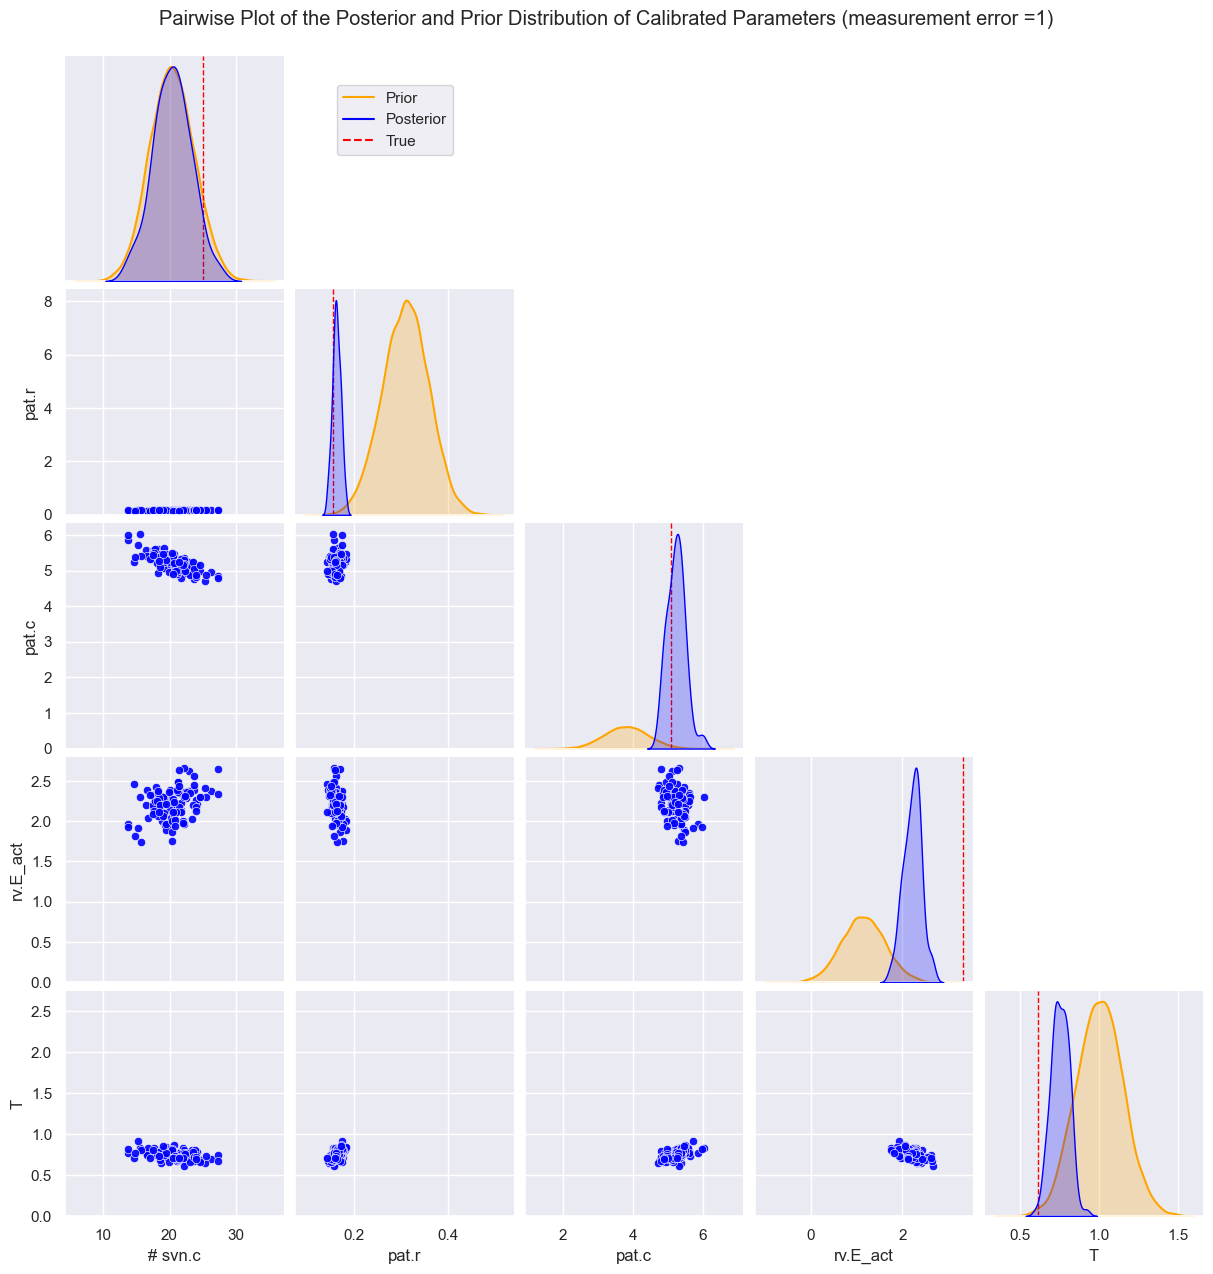 Pairwise Plot of the Posterior and Prior Distribution of Calibrated Parameters (measurement error =1)
Prior
Posterior
True
8
6
4
2
0
pat.r
6
5
4
3
2
1
0
pat.c
2.5
2.0
1.5
1.0
0.5
0.0
rv.E_act
2.5
2.0
1.5
1.0
0.5
0.0
T
10 20 30
0.2 0.4
2 4 6
0 2
0.5 1.0 1.5
# svn.c
pat.r
pat.c
rv.E_act
T